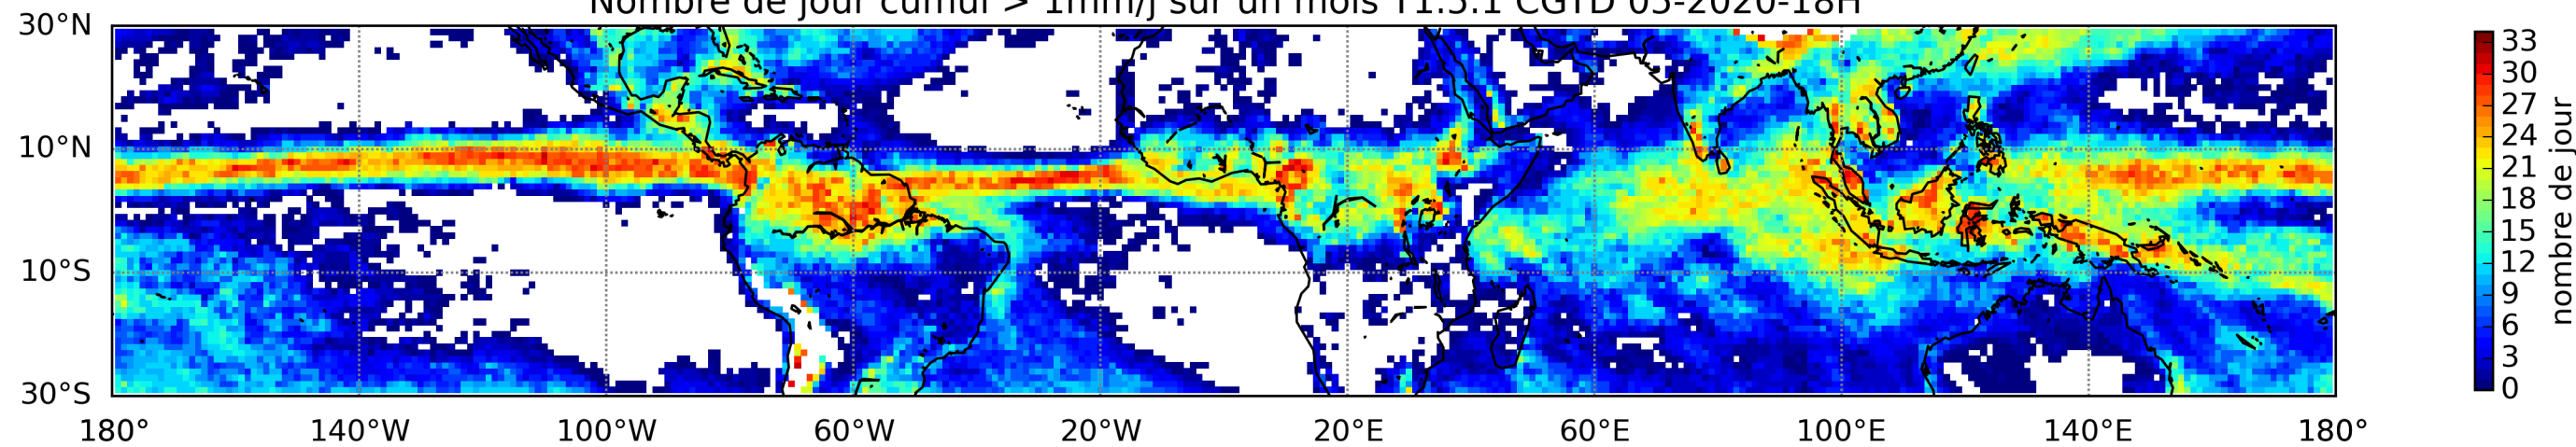 Nombre de jour cumul > 1mm/j sur un mois T1.5.1 CGTD 05-2020-18H
30°N
10°N
10°S
30°S
180° 140°W 100°W 60°W 20°W 20°E 60°E 100°E 140°E 180°
33
30
27
24
21
18
15
12
9
6
3
0
nombre de jour